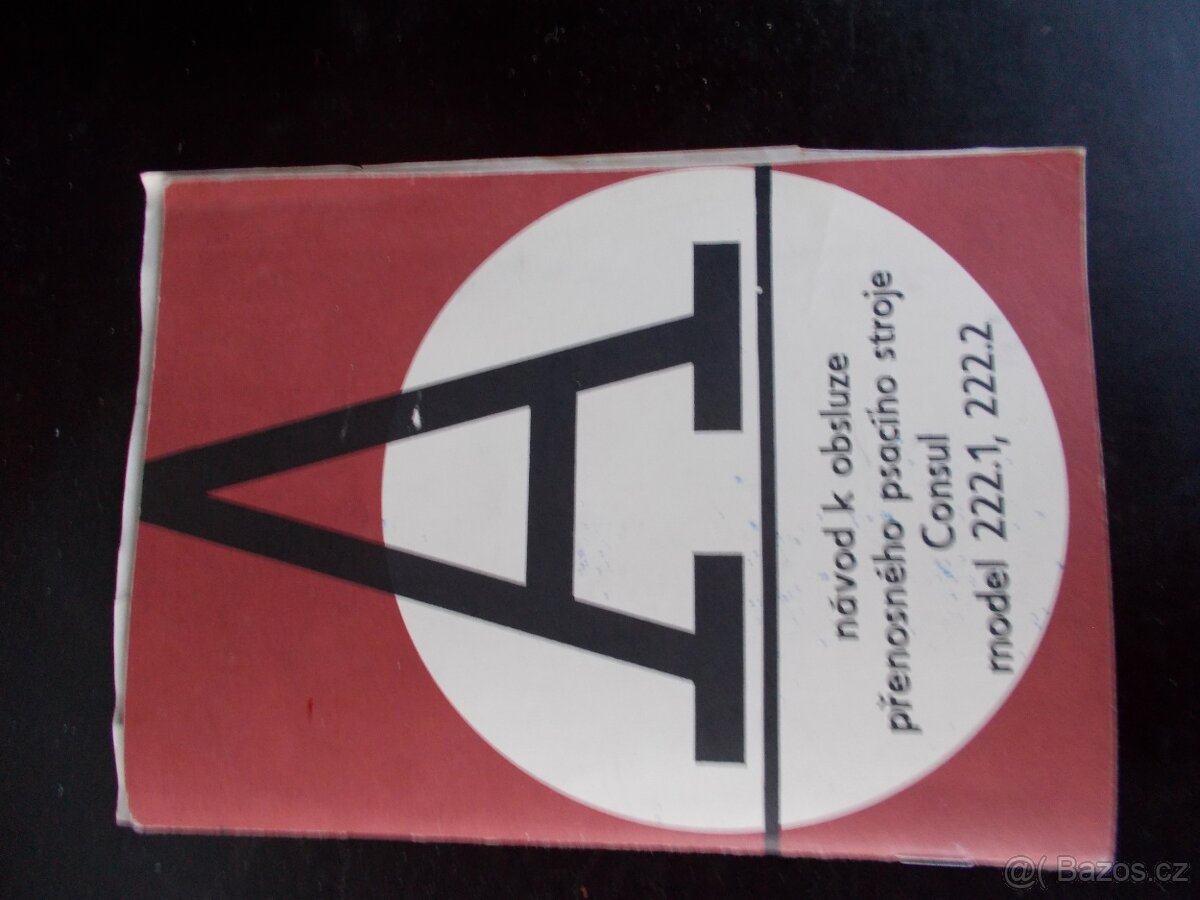 A
návod k obsluze
přenosného psacího stroje
Consul
model 222.1, 222.2
@( Bazos.cz